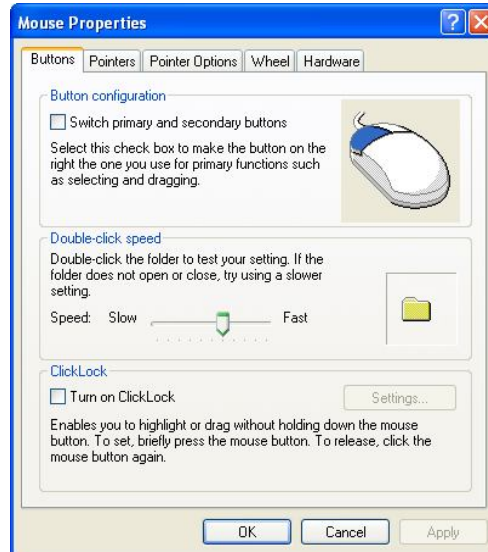 Mouse Properties
Buttons Pointers Pointer Options Wheel Hardware
Button configuration
Switch primary and secondary buttons
Select this check box to make the button on the
right the one you use for primary functions such
as selecting and dragging.
Double-click speed
Double-click the folder to test your setting. If the
folder does not open or close, try using a slower
setting.
Speed: Slow Fast
ClickLock
Turn on ClickLock Settings...
Enables you to highlight or drag without holding down the mouse
button. To set, briefly press the mouse button. To release, click the
mouse button again.
OK Cancel Apply